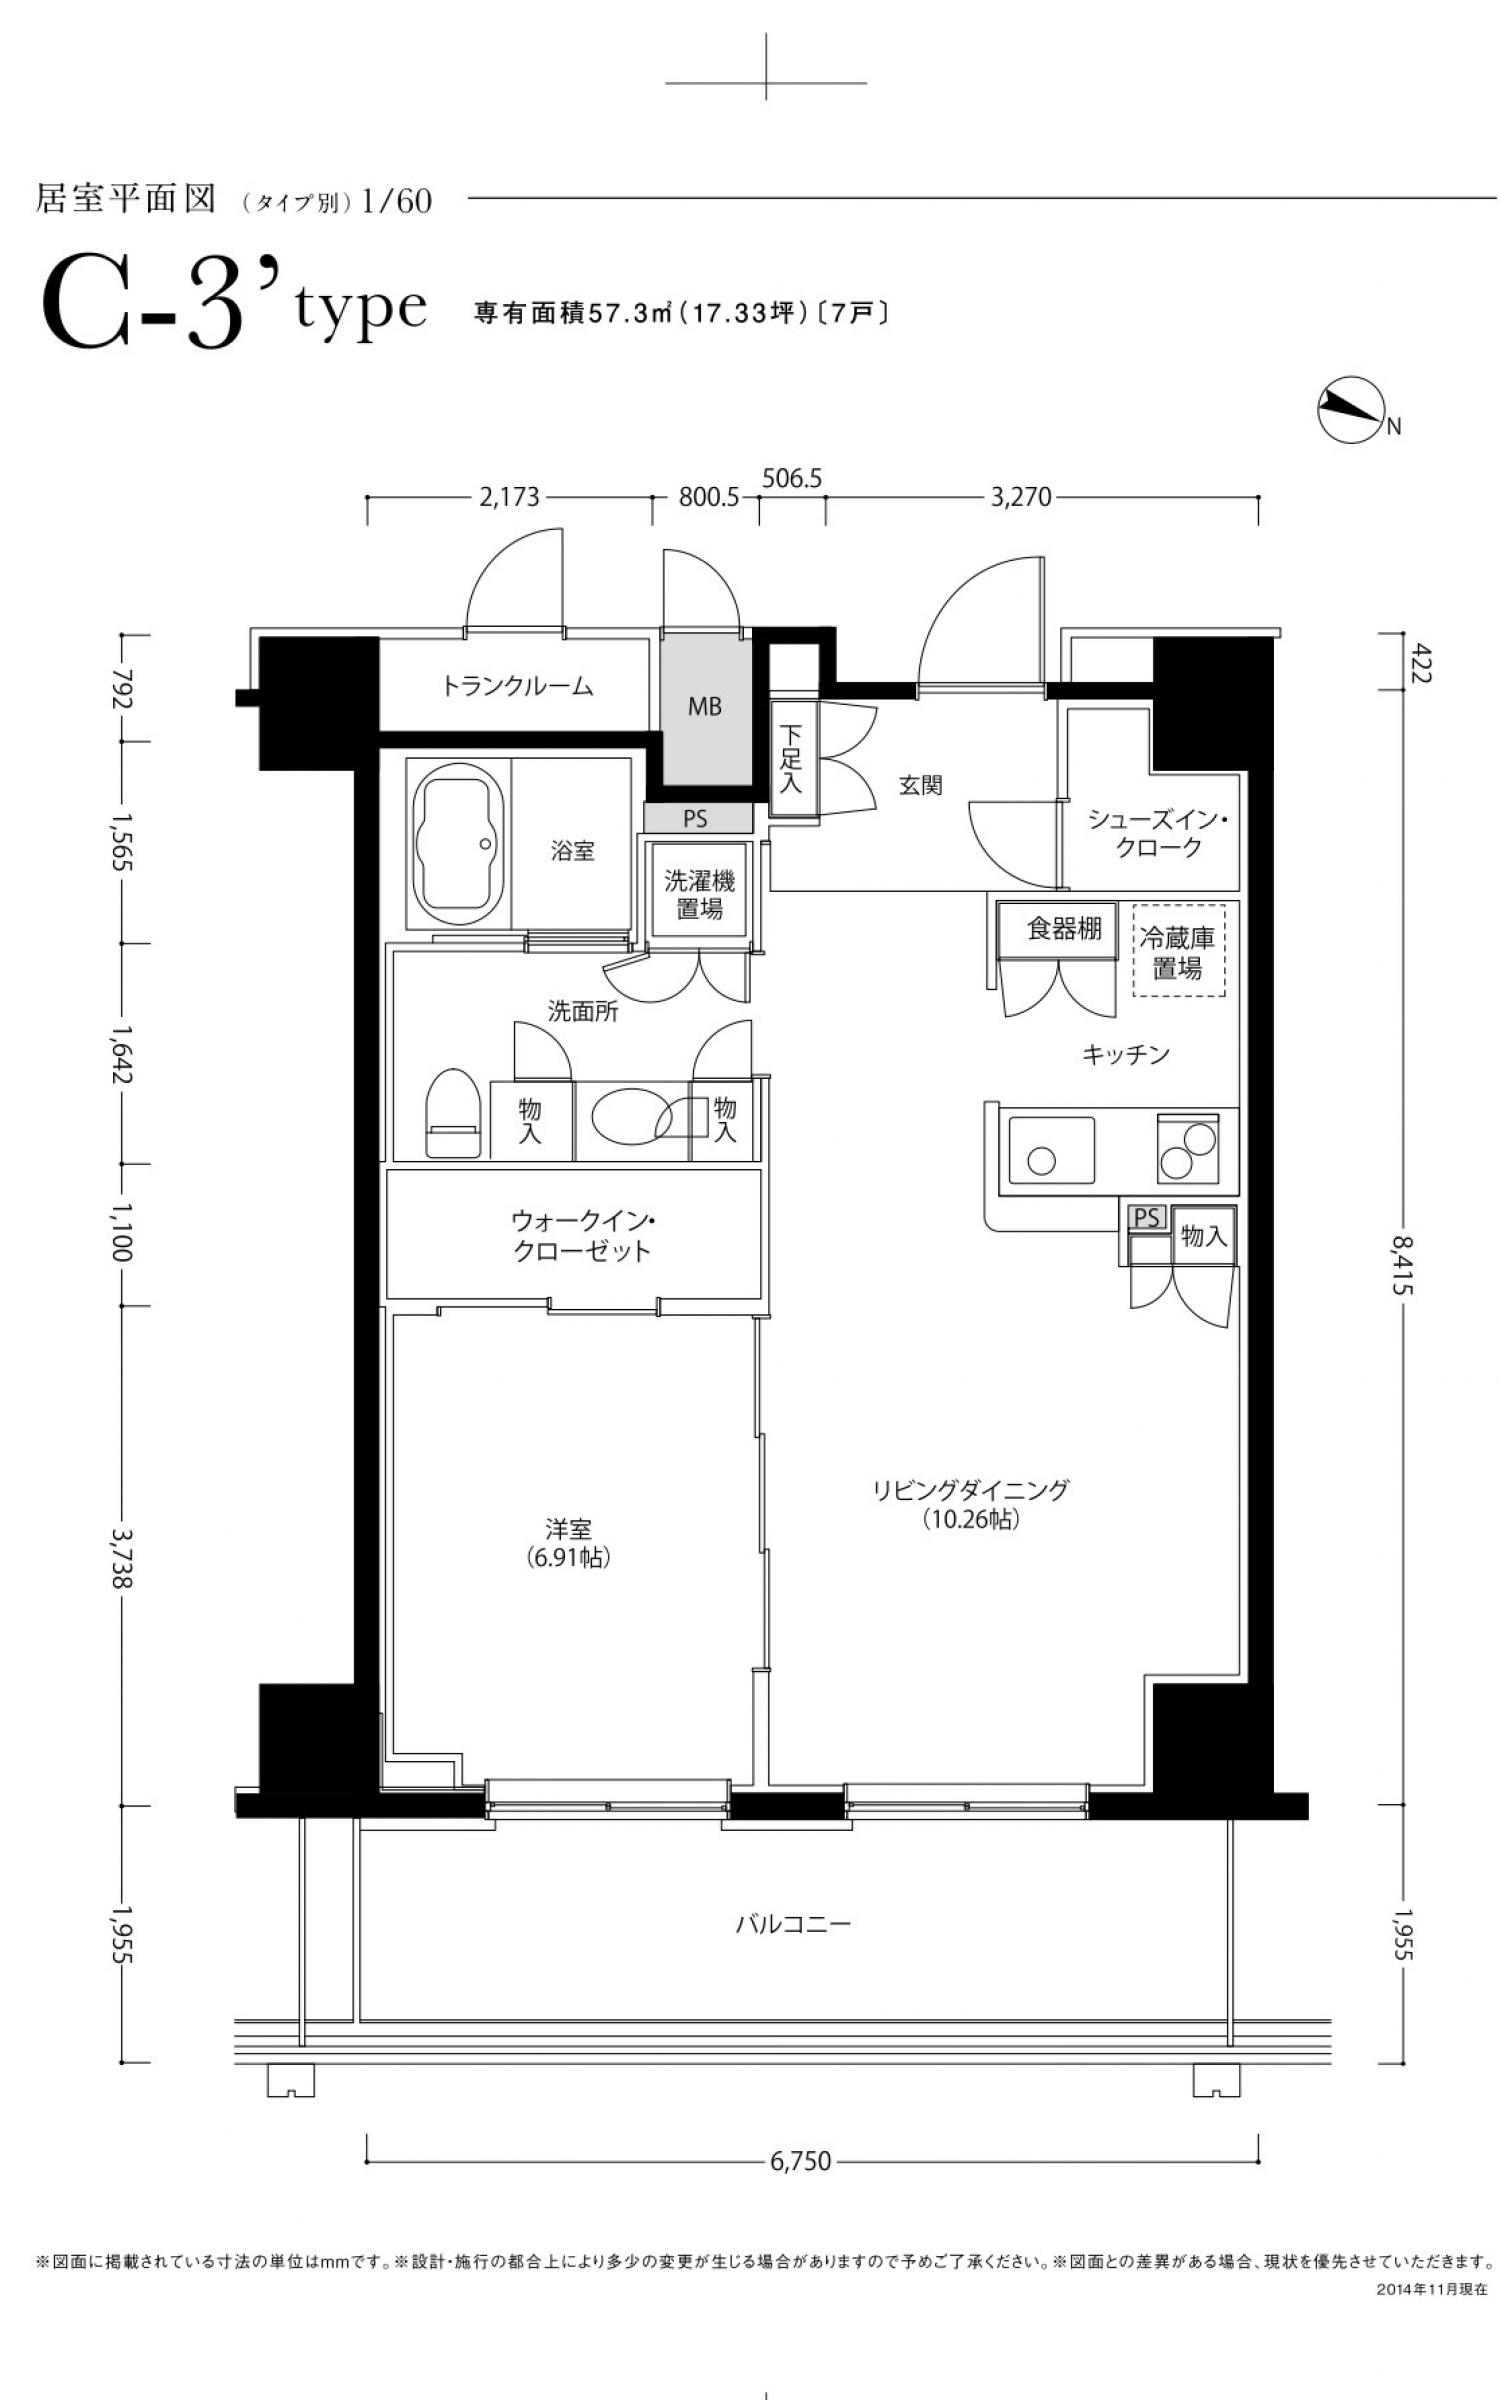 居室平面図 （タイプ別）1/60
C-3’ type 専有面積57.3㎡（17.33坪）〔7戸〕
N
506.5
2,173 800.5 3,270
422
792
トランクルーム
MB
下足入
玄関
PS
シューズイン・
クローク
1,565
浴室
洗濯機
置場
食器棚
冷蔵庫
置場
洗面所
1,642
キッチン
物入
物入
1,100
ウォークイン・
クローゼット
PS
物入
8,415
リビングダイニング
（10.26帖）
洋室
（6.91帖）
3,738
バルコニー
1,955
1,955
6,750
※図面に掲載されている寸法の単位はmmです。※設計・施行の都合上により多少の変更が生じる場合がありますので予めご了承ください。※図面との差異がある場合、現状を優先させていただきます。
2014年11月現在